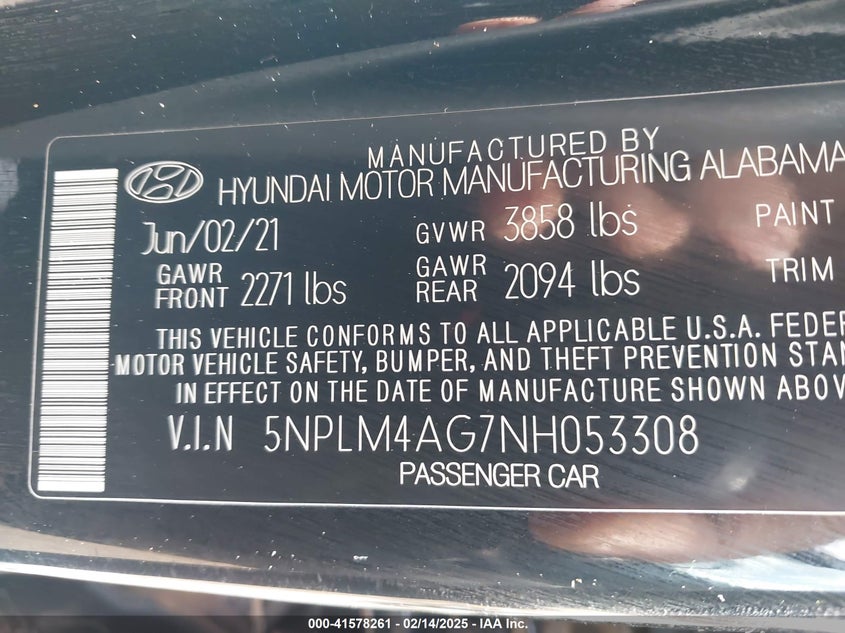 MANUFACTURED BY
HYUNDAI MOTOR MANUFACTURING ALABAMA
Jun/02/21 GVWR 3858 lbs PAINT
GAWR FRONT 2271 lbs GAWR REAR 2094 lbs TRIM
THIS VEHICLE CONFORMS TO ALL APPLICABLE U.S.A. FEDER
MOTOR VEHICLE SAFETY, BUMPER, AND THEFT PREVENTION STAN
IN EFFECT ON THE DATE OF MANUFACTURE SHOWN ABOV
V.I.N 5NPLM4AG7NH053308
PASSENGER CAR
000-41578261 - 02/14/2025 - IAA Inc.